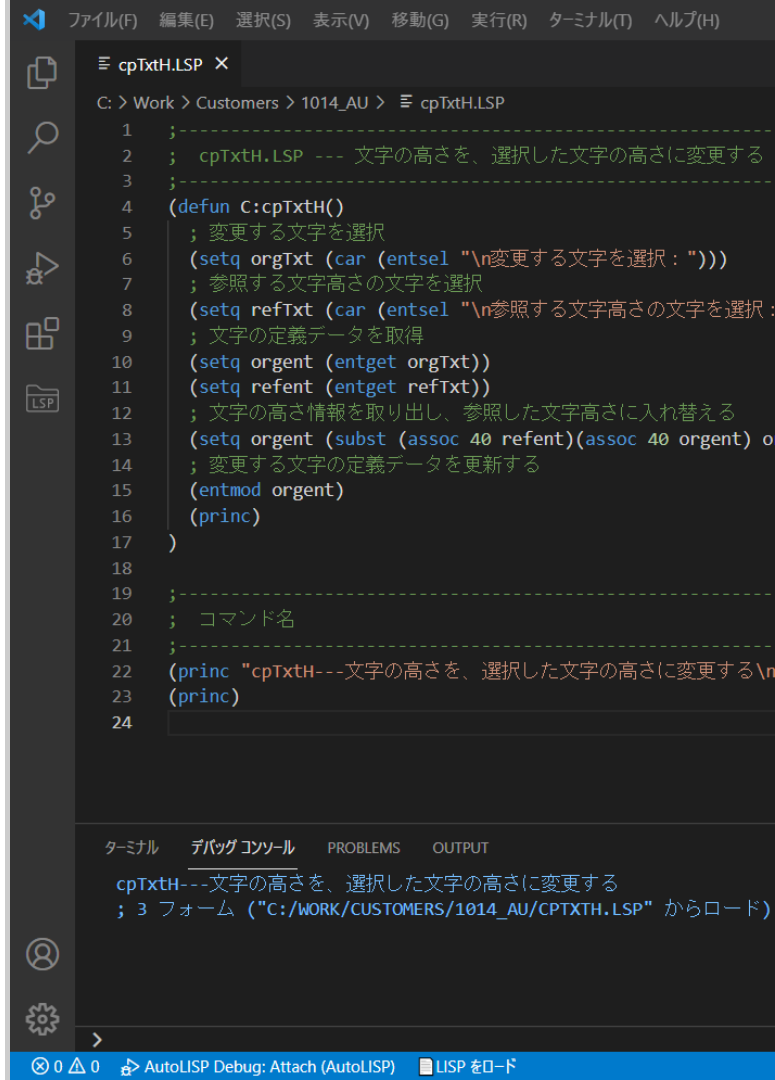 ファイル(F) 編集(E) 選択(S) 表示(V) 移動(G) 実行(R) ターミナル(T) ヘルプ(H)
cpTxtH.LSP
C: > Work > Customers > 1014_AU > cpTxtH.LSP
1 ;---------------------------------------------------------
2 ;  cpTxtH.LSP --- 文字の高さを、選択した文字の高さに変更する
3 ;---------------------------------------------------------
4 (defun C:cpTxtH()
5   ; 変更する文字を選択
6   (setq orgTxt (car (entsel "\n変更する文字を選択：")))
7   ; 参照する文字高さの文字を選択
8   (setq refTxt (car (entsel "\n参照する文字高さの文字を選択：
9   ; 文字の定義データを取得
10   (setq orgent (entget orgTxt))
11   (setq refent (entget refTxt))
12   ; 文字の高さ情報を取り出し、参照した文字高さに入れ替える
13   (setq orgent (subst (assoc 40 refent)(assoc 40 orgent) o
14   ; 変更する文字の定義データを更新する
15   (entmod orgent)
16   (princ)
17 )
18
19 ;---------------------------------------------------------
20 ;  コマンド名
21 ;---------------------------------------------------------
22 (princ "cpTxtH---文字の高さを、選択した文字の高さに変更する\n
23 (princ)
24
LSP
ターミナル デバッグ コンソール PROBLEMS OUTPUT
cpTxtH---文字の高さを、選択した文字の高さに変更する
; 3 フォーム ("C:/WORK/CUSTOMERS/1014_AU/CPTXTH.LSP" からロード)
>
0 0 AutoLISP Debug: Attach (AutoLISP) LISP をロード